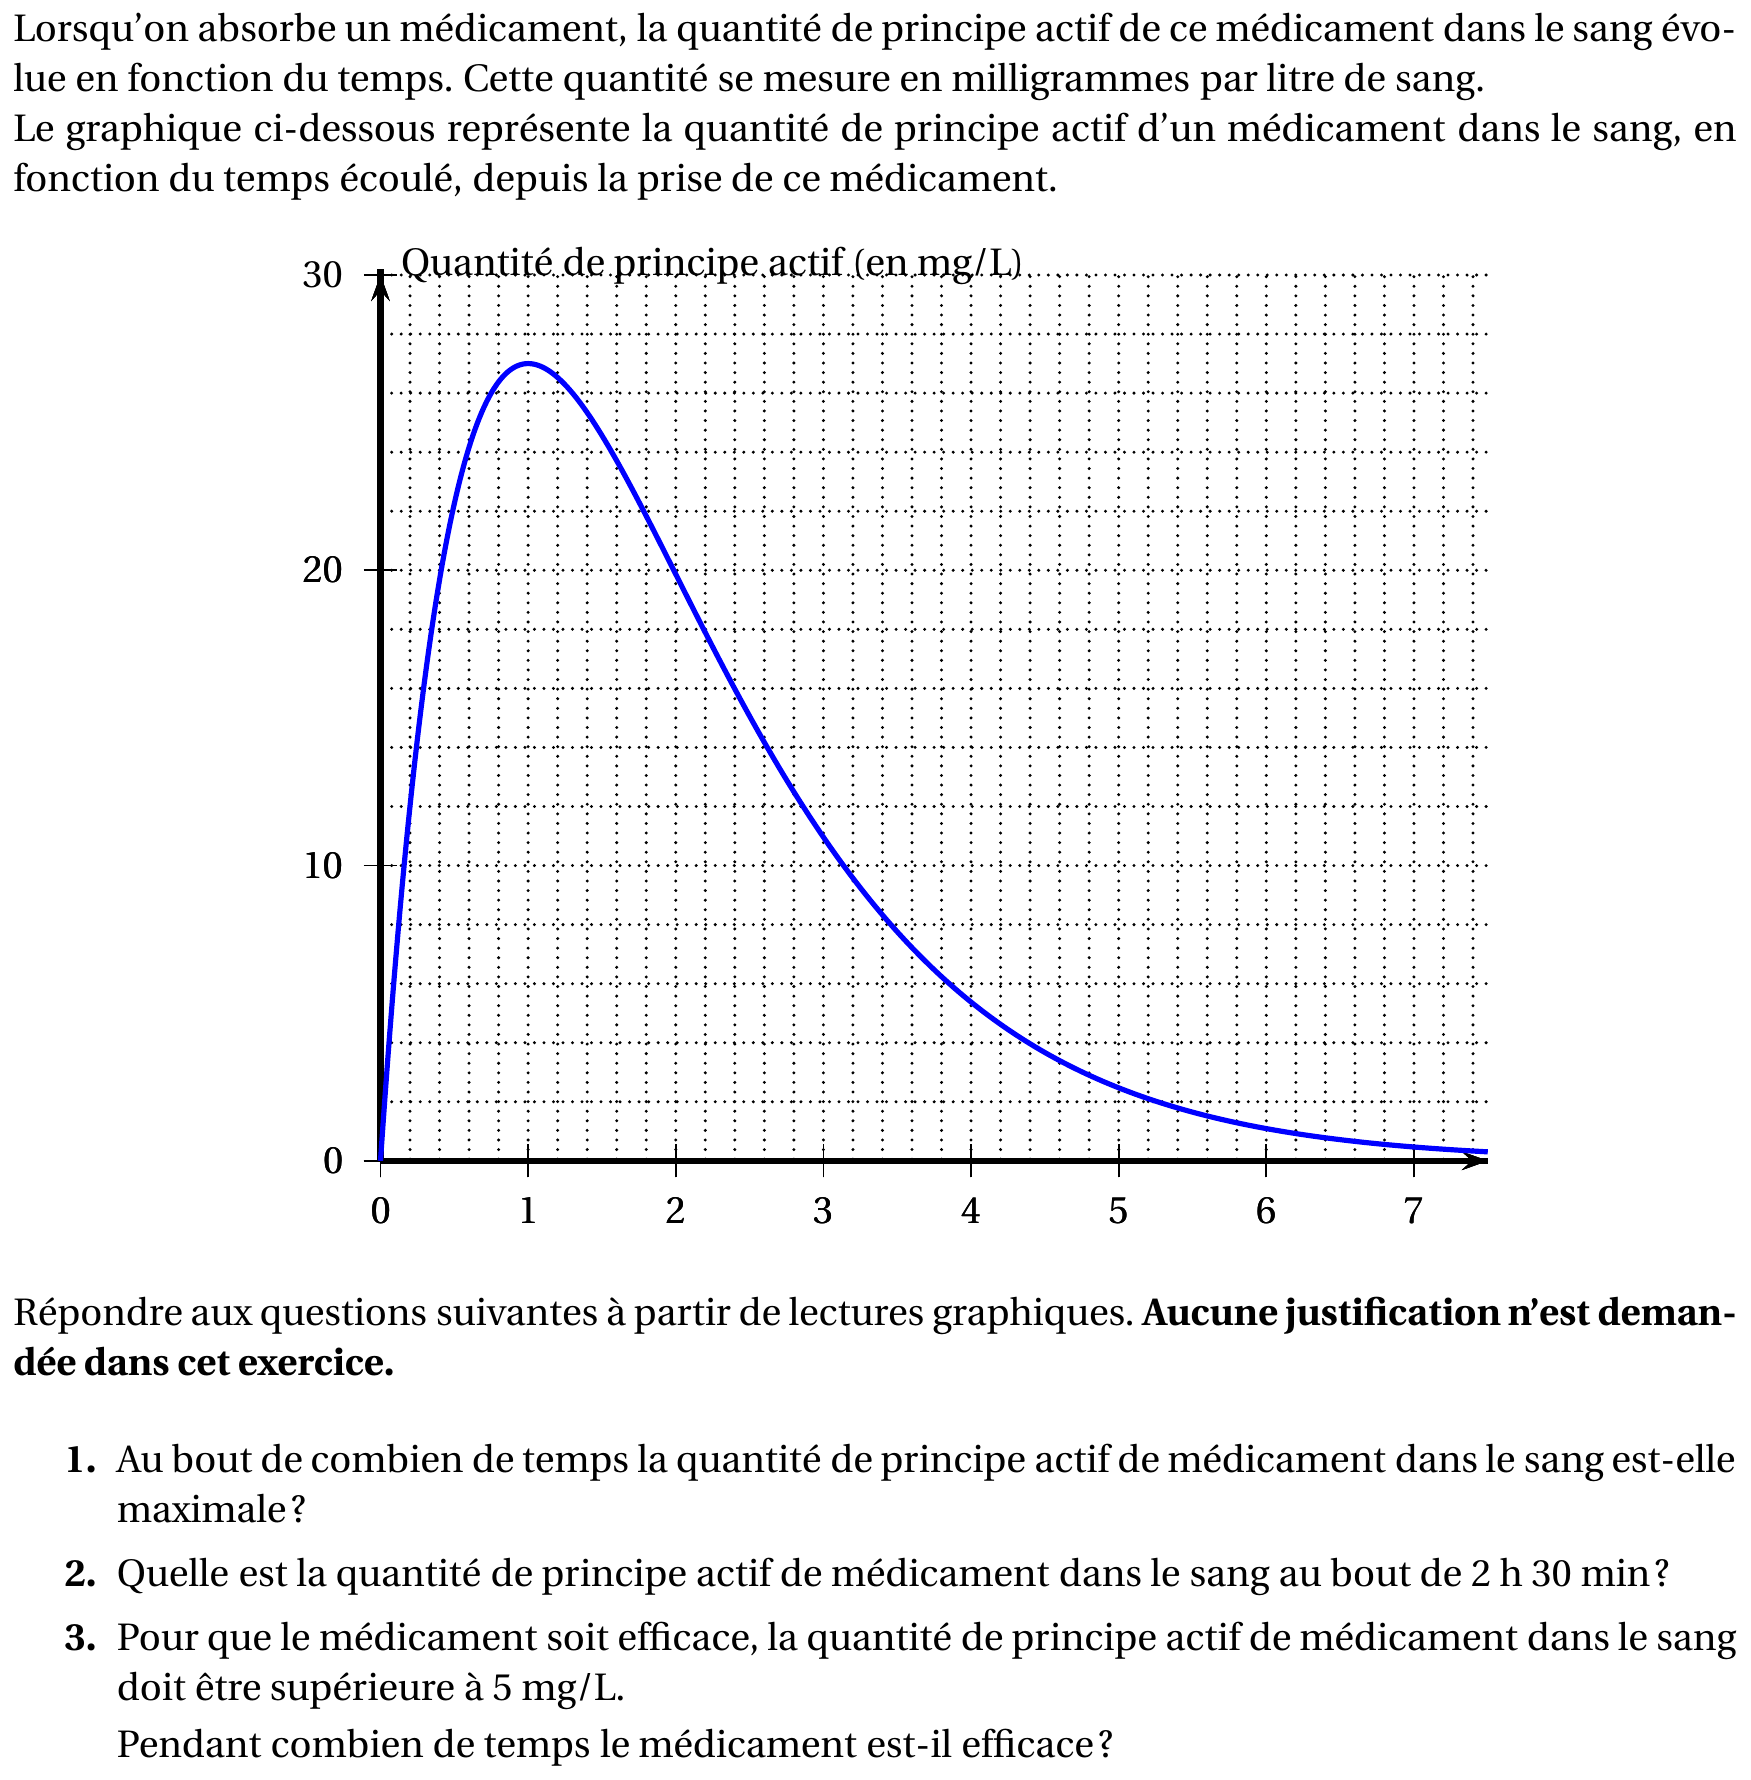 Lorsqu'on absorbe un médicament, la quantité de principe actif de ce médicament dans le sang évo-
lue en fonction du temps. Cette quantité se mesure en milligrammes par litre de sang.
Le graphique ci-dessous représente la quantité de principe actif d'un médicament dans le sang, en
fonction du temps écoulé, depuis la prise de ce médicament.
Quantité de principe actif (en mg/L)
30
20
10
0
0 1 2 3 4 5 6 7
Répondre aux questions suivantes à partir de lectures graphiques. Aucune justification n'est deman-
dée dans cet exercice.
1. Au bout de combien de temps la quantité de principe actif de médicament dans le sang est-elle
maximale ?
2. Quelle est la quantité de principe actif de médicament dans le sang au bout de 2 h 30 min ?
3. Pour que le médicament soit efficace, la quantité de principe actif de médicament dans le sang
doit être supérieure à 5 mg/L.
Pendant combien de temps le médicament est-il efficace ?